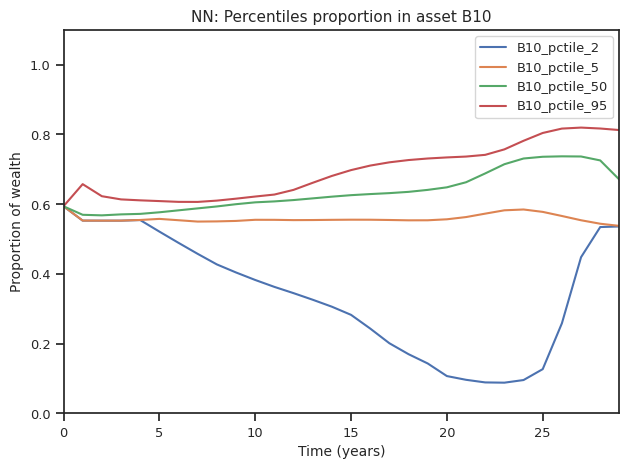 NN: Percentiles proportion in asset B10
B10_pctile_2
B10_pctile_5
B10_pctile_50
B10_pctile_95
Proportion of wealth
1.0
0.8
0.6
0.4
0.2
0.0
0 5 10 15 20 25
Time (years)